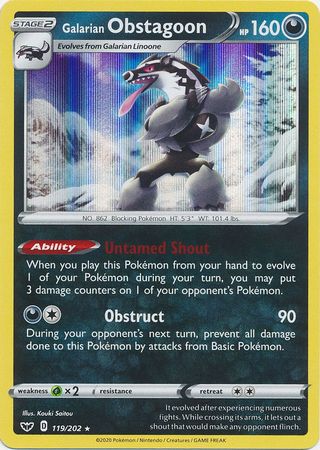 STAGE 2
Galarian Obstagoon HP 160
Evolves from Galarian Linoone
NO. 862 Blocking Pokémon HT: 5'3" WT: 101.4 lbs.
Ability Untamed Shout
When you play this Pokémon from your hand to evolve
1 of your Pokémon during your turn, you may put
3 damage counters on 1 of your opponent's Pokémon.
Obstruct 90
During your opponent's next turn, prevent all damage
done to this Pokémon by attacks from Basic Pokémon.
weakness ×2 resistance retreat
Illus. Kouki Saitou
D 119/202 ★
It evolved after experiencing numerous
fights. While crossing its arms, it lets out a
shout that would make any opponent flinch.
©2020 Pokémon / Nintendo / Creatures / GAME FREAK